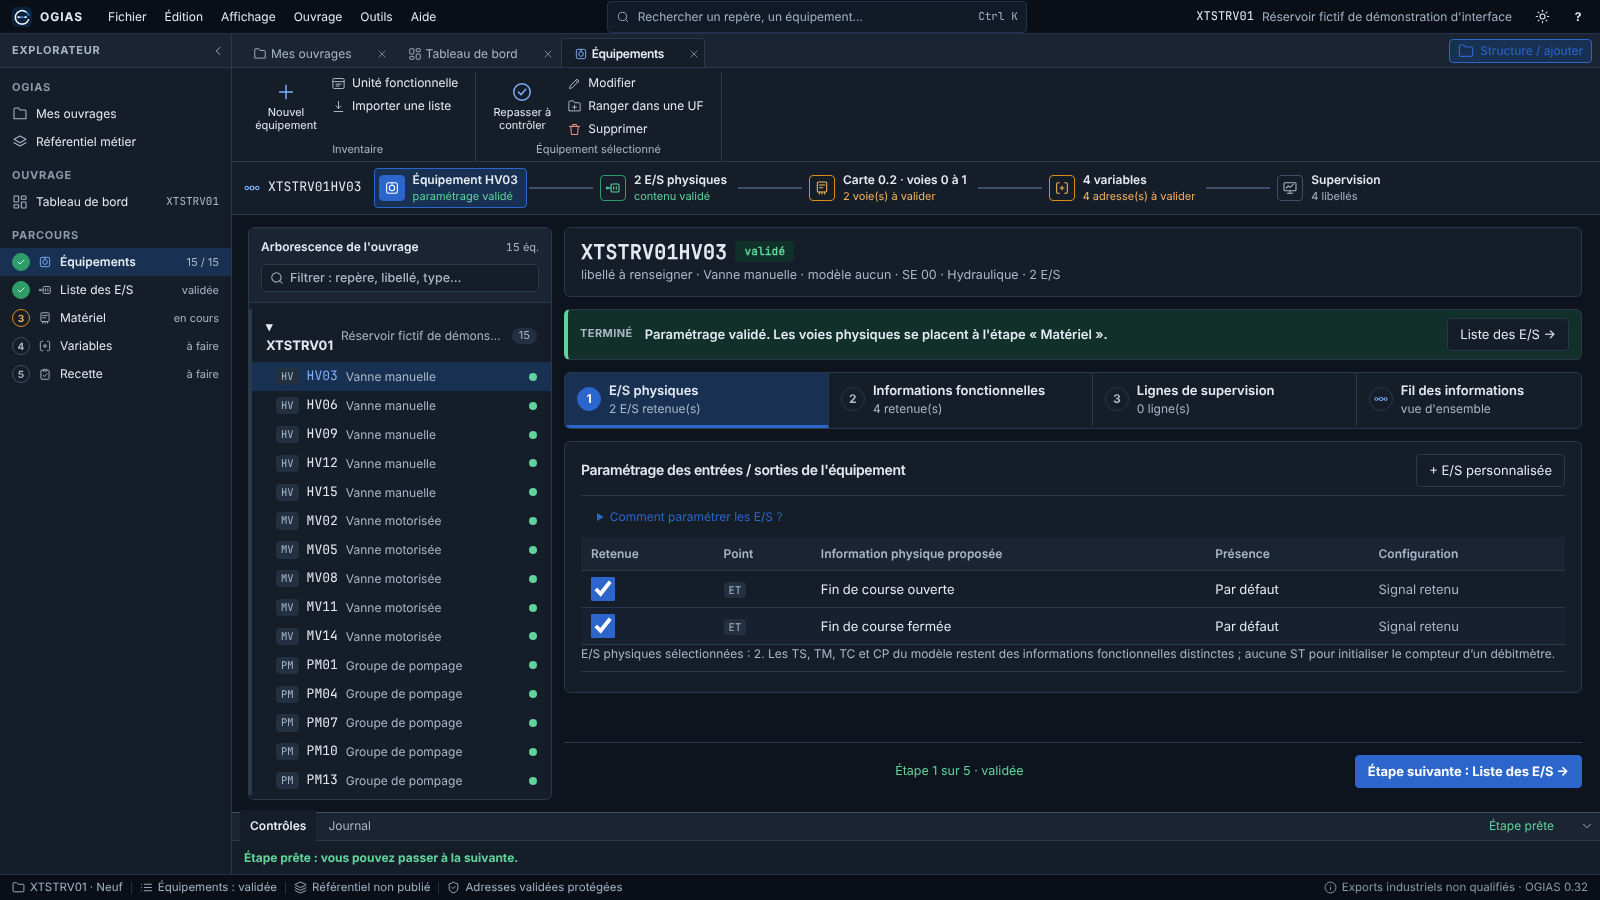 OGIAS
Fichier Édition Affichage Ouvrage Outils Aide
Rechercher un repère, un équipement... Ctrl K
XTSTRV01 Réservoir fictif de démonstration d'interface ?
EXPLORATEUR
Mes ouvrages Tableau de bord Équipements
Structure / ajouter
OGIAS
Mes ouvrages
Référentiel métier
OUVRAGE
Tableau de bord XTSTRV01
PARCOURS
Équipements 15 / 15
Liste des E/S validée
3 Matériel en cours
4 Variables à faire
5 Recette à faire
Nouvel équipement
Unité fonctionnelle
Importer une liste
Inventaire
Repasser à contrôler
Modifier
Ranger dans une UF
Supprimer
Équipement sélectionné
XTSTRV01HV03
Équipement HV03
paramétrage validé
2 E/S physiques
contenu validé
Carte 0.2 · voies 0 à 1
2 voie(s) à valider
4 variables
4 adresse(s) à valider
Supervision
4 libellés
Arborescence de l'ouvrage 15 éq.
Filtrer : repère, libellé, type...
▼ XTSTRV01 Réservoir fictif de démons... 15
HV HV03 Vanne manuelle
HV HV06 Vanne manuelle
HV HV09 Vanne manuelle
HV HV12 Vanne manuelle
HV HV15 Vanne manuelle
MV MV02 Vanne motorisée
MV MV05 Vanne motorisée
MV MV08 Vanne motorisée
MV MV11 Vanne motorisée
MV MV14 Vanne motorisée
PM PM01 Groupe de pompage
PM PM04 Groupe de pompage
PM PM07 Groupe de pompage
PM PM10 Groupe de pompage
PM PM13 Groupe de pompage
XTSTRV01HV03 validé
libellé à renseigner · Vanne manuelle · modèle aucun · SE 00 · Hydraulique · 2 E/S
TERMINÉ Paramétrage validé. Les voies physiques se placent à l'étape « Matériel ».
Liste des E/S →
1 E/S physiques
2 E/S retenue(s)
2 Informations fonctionnelles
4 retenue(s)
3 Lignes de supervision
0 ligne(s)
Fil des informations
vue d'ensemble
Paramétrage des entrées / sorties de l'équipement
+ E/S personnalisée
▶ Comment paramétrer les E/S ?
Retenue Point Information physique proposée Présence Configuration
ET Fin de course ouverte Par défaut Signal retenu
ET Fin de course fermée Par défaut Signal retenu
E/S physiques sélectionnées : 2. Les TS, TM, TC et CP du modèle restent des informations fonctionnelles distinctes ; aucune ST pour initialiser le compteur d'un débitmètre.
Étape 1 sur 5 · validée
Étape suivante : Liste des E/S →
Contrôles Journal
Étape prête
Étape prête : vous pouvez passer à la suivante.
XTSTRV01 · Neuf Équipements : validée Référentiel non publié Adresses validées protégées
Exports industriels non qualifiés · OGIAS 0.32